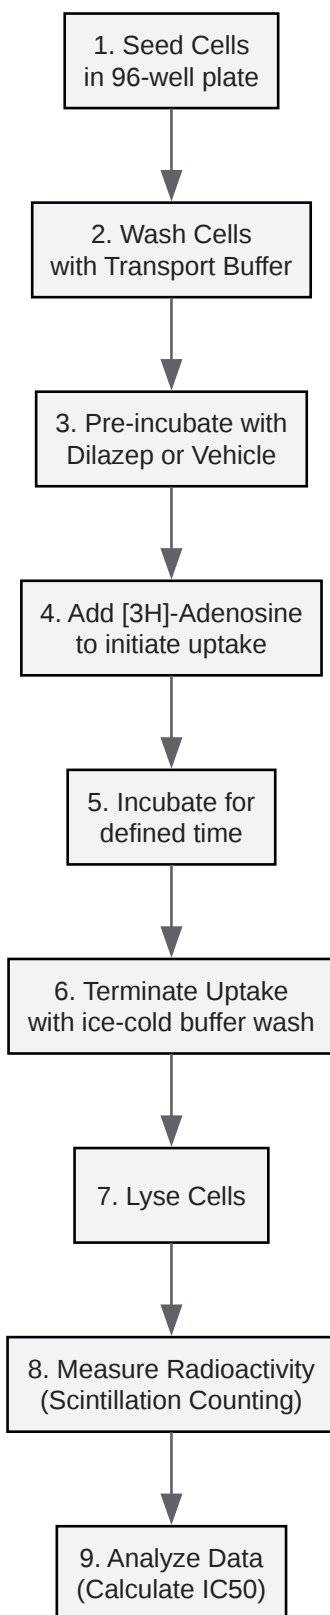 1. Seed Cells
in 96-well plate
2. Wash Cells
with Transport Buffer
3. Pre-incubate with
Dilazep or Vehicle
4. Add [3H]-Adenosine
to initiate uptake
5. Incubate for
defined time
6. Terminate Uptake
with ice-cold buffer wash
7. Lyse Cells
8. Measure Radioactivity
(Scintillation Counting)
9. Analyze Data
(Calculate IC50)